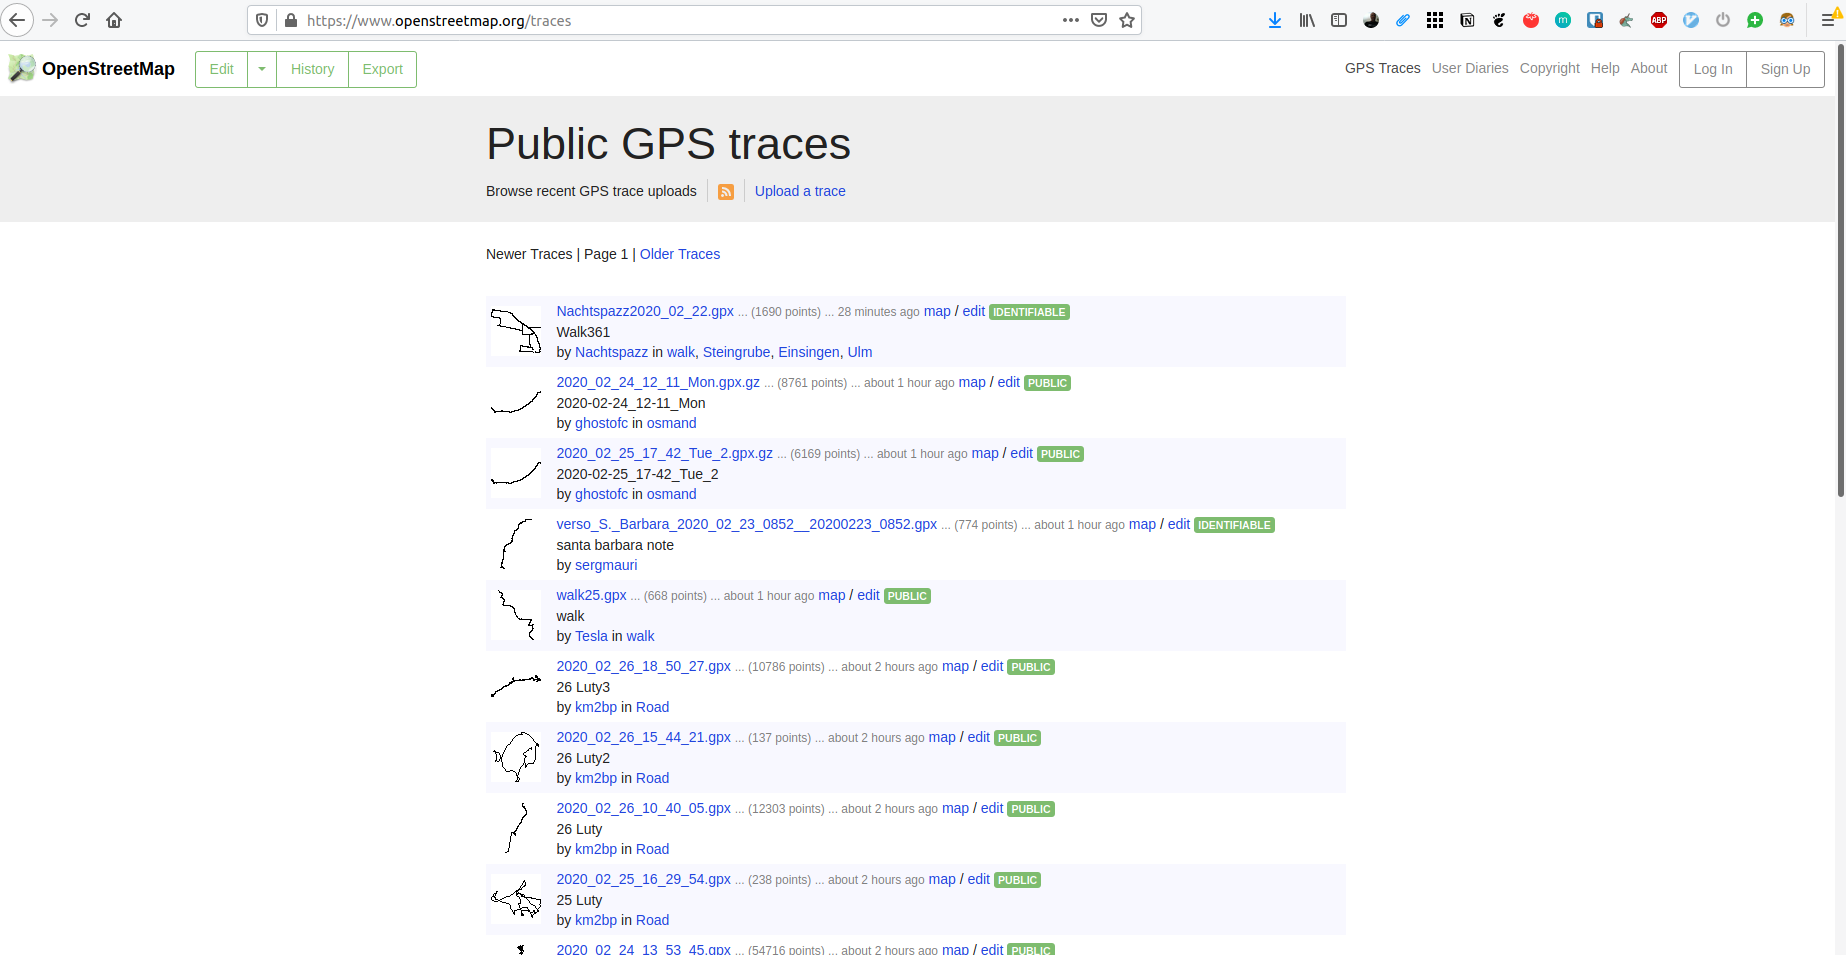 https://www.openstreetmap.org/traces
OpenStreetMap Edit History Export GPS Traces User Diaries Copyright Help About Log In Sign Up
Public GPS traces
Browse recent GPS trace uploads Upload a trace
Newer Traces | Page 1 | Older Traces
Nachtspazz2020_02_22.gpx ... (1690 points) ... 28 minutes ago map / edit IDENTIFIABLE
Walk361
by Nachtspazz in walk, Steingrube, Einsingen, Ulm
2020_02_24_12_11_Mon.gpx.gz ... (8761 points) ... about 1 hour ago map / edit PUBLIC
2020-02-24_12-11_Mon
by ghostofc in osmand
2020_02_25_17_42_Tue_2.gpx.gz ... (6169 points) ... about 1 hour ago map / edit PUBLIC
2020-02-25_17-42_Tue_2
by ghostofc in osmand
verso_S._Barbara_2020_02_23_0852__20200223_0852.gpx ... (774 points) ... about 1 hour ago map / edit IDENTIFIABLE
santa barbara note
by sergmauri
walk25.gpx ... (668 points) ... about 1 hour ago map / edit PUBLIC
walk
by Tesla in walk
2020_02_26_18_50_27.gpx ... (10786 points) ... about 2 hours ago map / edit PUBLIC
26 Luty3
by km2bp in Road
2020_02_26_15_44_21.gpx ... (137 points) ... about 2 hours ago map / edit PUBLIC
26 Luty2
by km2bp in Road
2020_02_26_10_40_05.gpx ... (12303 points) ... about 2 hours ago map / edit PUBLIC
26 Luty
by km2bp in Road
2020_02_25_16_29_54.gpx ... (238 points) ... about 2 hours ago map / edit PUBLIC
25 Luty
by km2bp in Road
2020_02_24_13_53_45.gpx ... (54716 points) ... about 2 hours ago map / edit PUBLIC